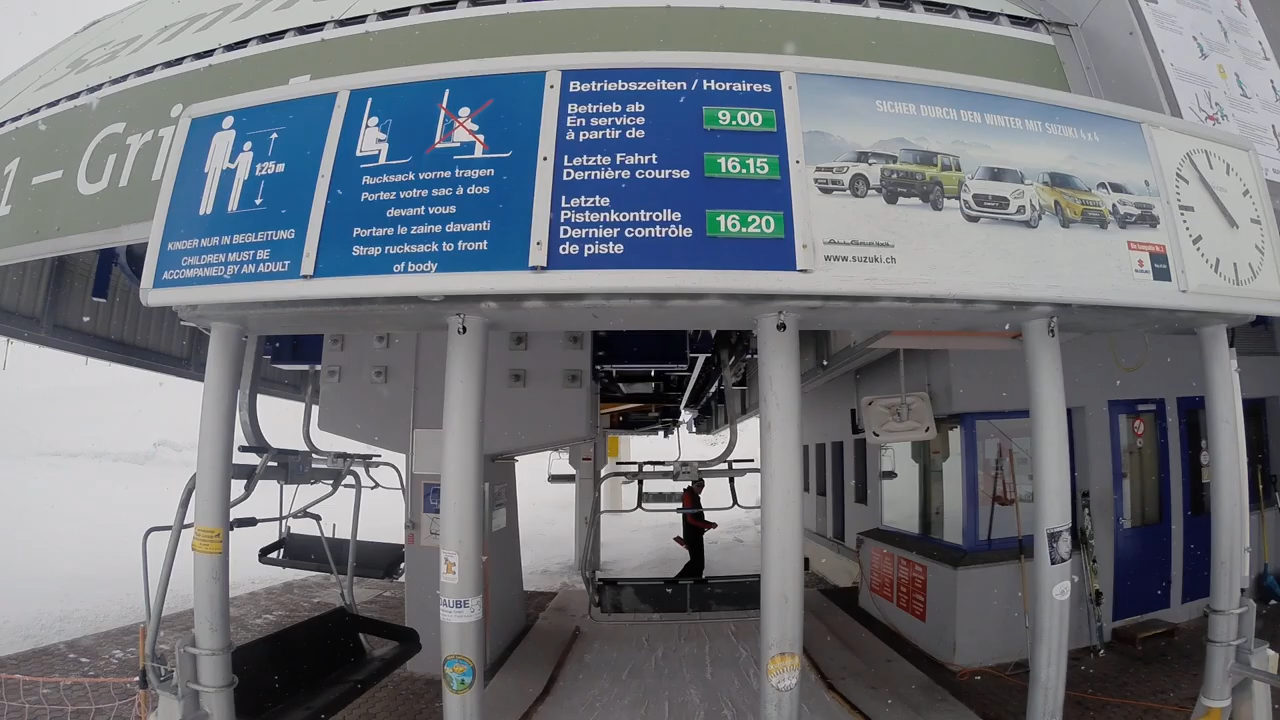 samn
1 – Gri
1,25 m
KINDER NUR IN BEGLEITUNG
CHILDREN MUST BE
ACCOMPANIED BY AN ADULT
Rucksack vorne tragen
Portez votre sac à dos
devant vous
Portare le zaine davanti
Strap rucksack to front
of body
Betriebszeiten / Horaires
Betrieb ab
En service
à partir de
9.00
Letzte Fahrt
Dernière course
16.15
Letzte
Pistenkontrolle
Dernier contrôle
de piste
16.20
SICHER DURCH DEN WINTER MIT SUZUKI 4 x 4
www.suzuki.ch
DAUBE